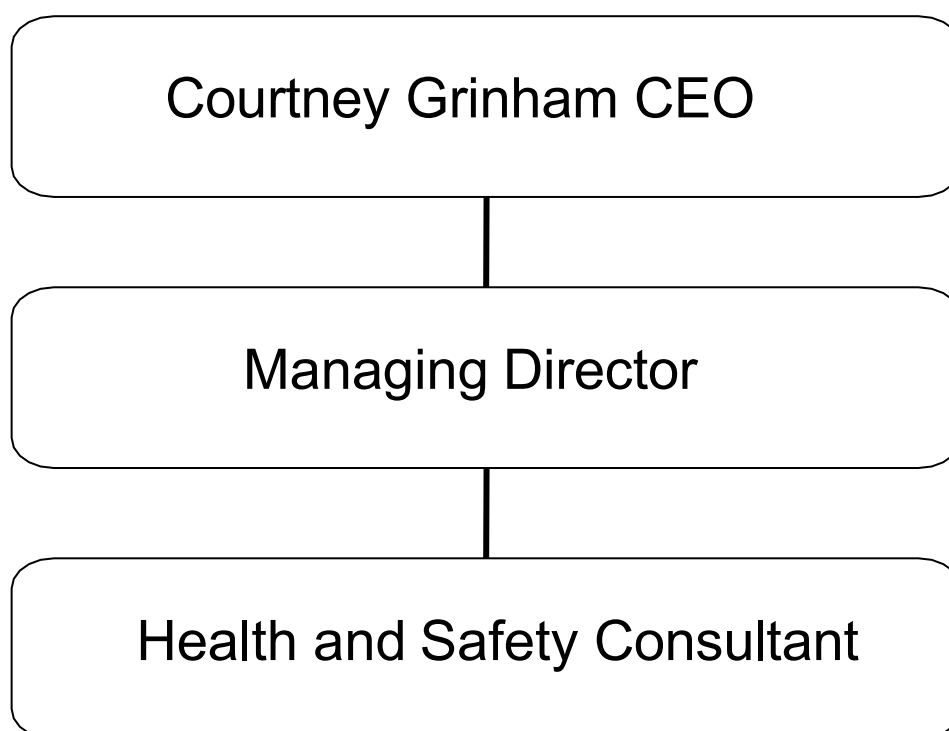 Courtney Grinham CEO
Managing Director
Health and Safety Consultant